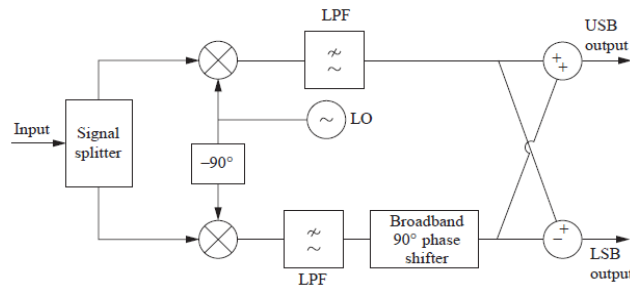 LPF
USB
output
Input
Signal
splitter
LO
−90°
Broadband
90° phase
shifter
LPF
LSB
output